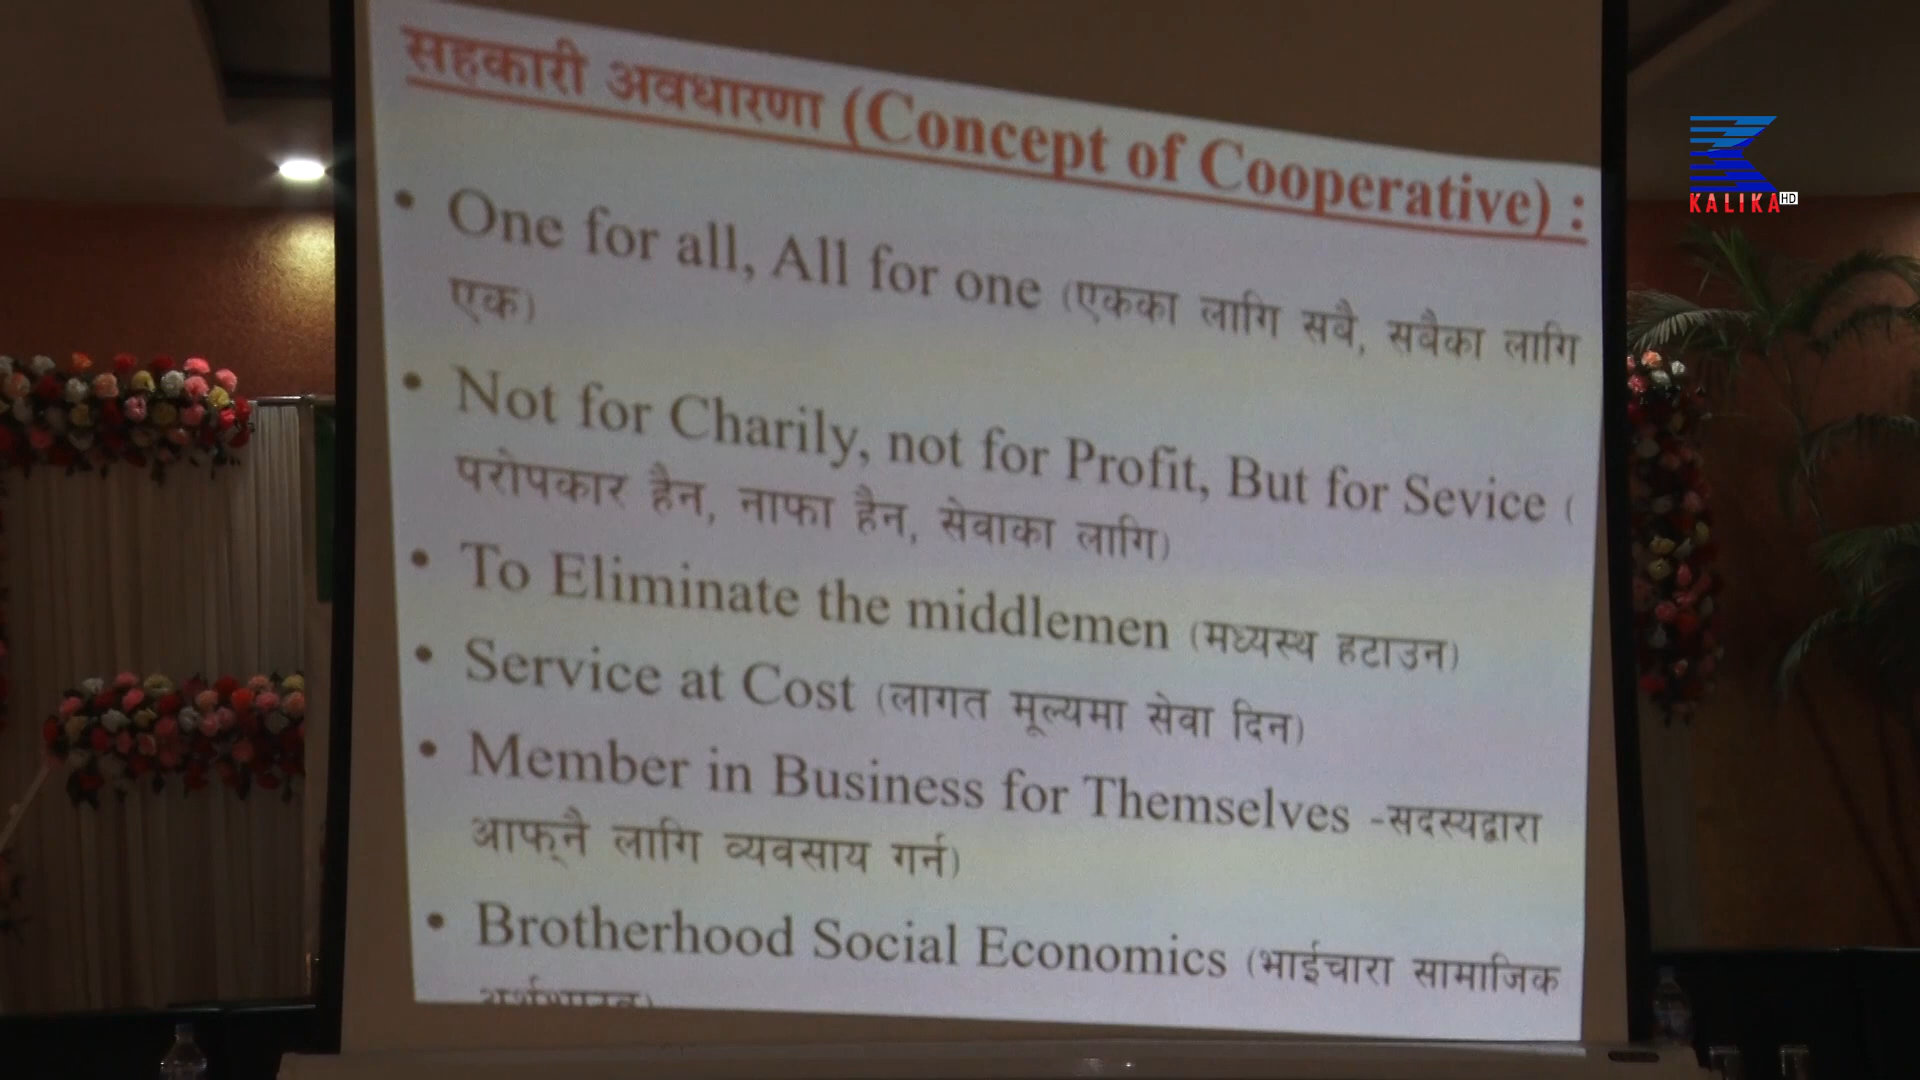 सहकारी अवधारणा (Concept of Cooperative) :
• One for all, All for one (एकका लागि सवै, सवैका लागि
एक)
• Not for Charily, not for Profit, But for Sevice (
परोपकार हैन, नाफा हैन, सेवाका लागि)
• To Eliminate the middlemen (मध्यस्थ हटाउन)
• Service at Cost (लागत मूल्यमा सेवा दिन)
• Member in Business for Themselves -सदस्यद्वारा
आफ्नै लागि व्यवसाय गर्न)
• Brotherhood Social Economics (भाईचारा सामाजिक
KALIKA HD